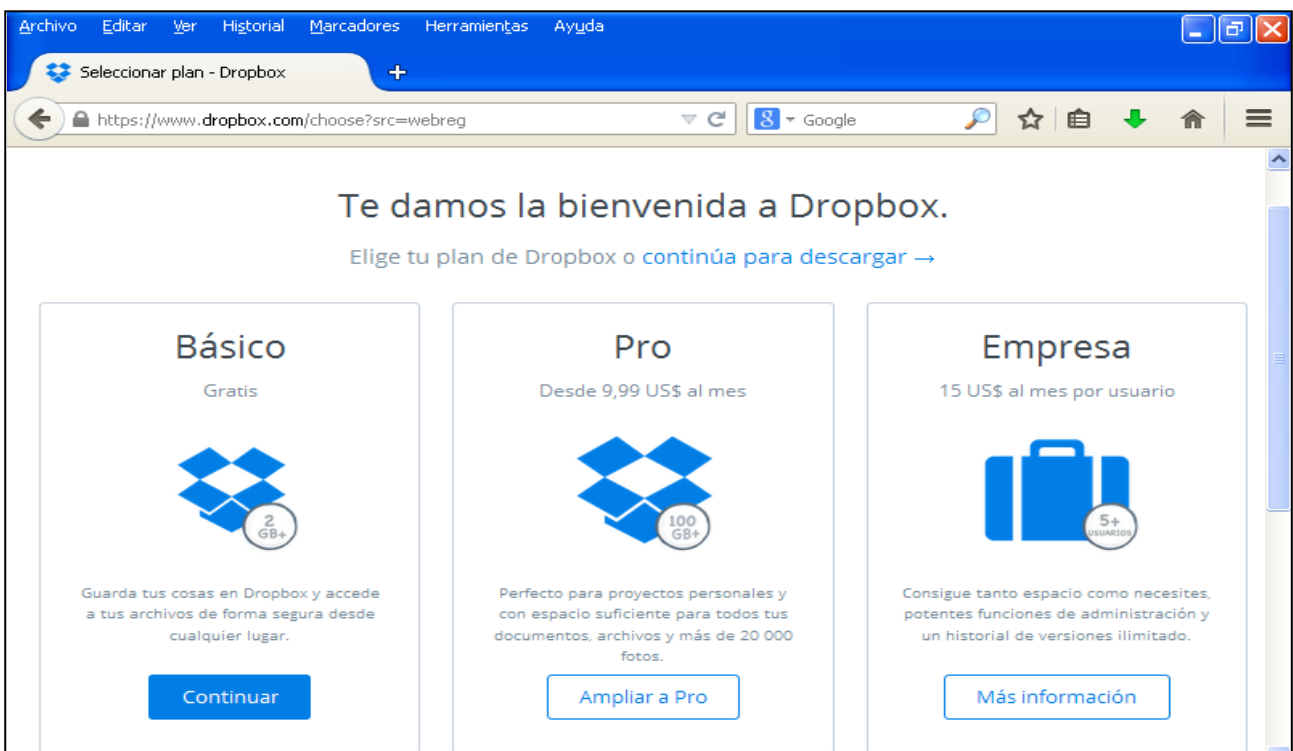 Archivo Editar Ver Historial Marcadores Herramientas Ayuda
Seleccionar plan - Dropbox
https://www.dropbox.com/choose?src=webreg
8 Google
Te damos la bienvenida a Dropbox.
Elige tu plan de Dropbox o continúa para descargar →
Básico
Gratis
2
GB+
Guarda tus cosas en Dropbox y accede
a tus archivos de forma segura desde
cualquier lugar.
Continuar
Pro
Desde 9,99 US$ al mes
100
GB+
Perfecto para proyectos personales y
con espacio suficiente para todos tus
documentos, archivos y más de 20 000
fotos.
Ampliar a Pro
Empresa
15 US$ al mes por usuario
5+
USUARIOS
Consigue tanto espacio como necesites,
potentes funciones de administración y
un historial de versiones ilimitado.
Más información